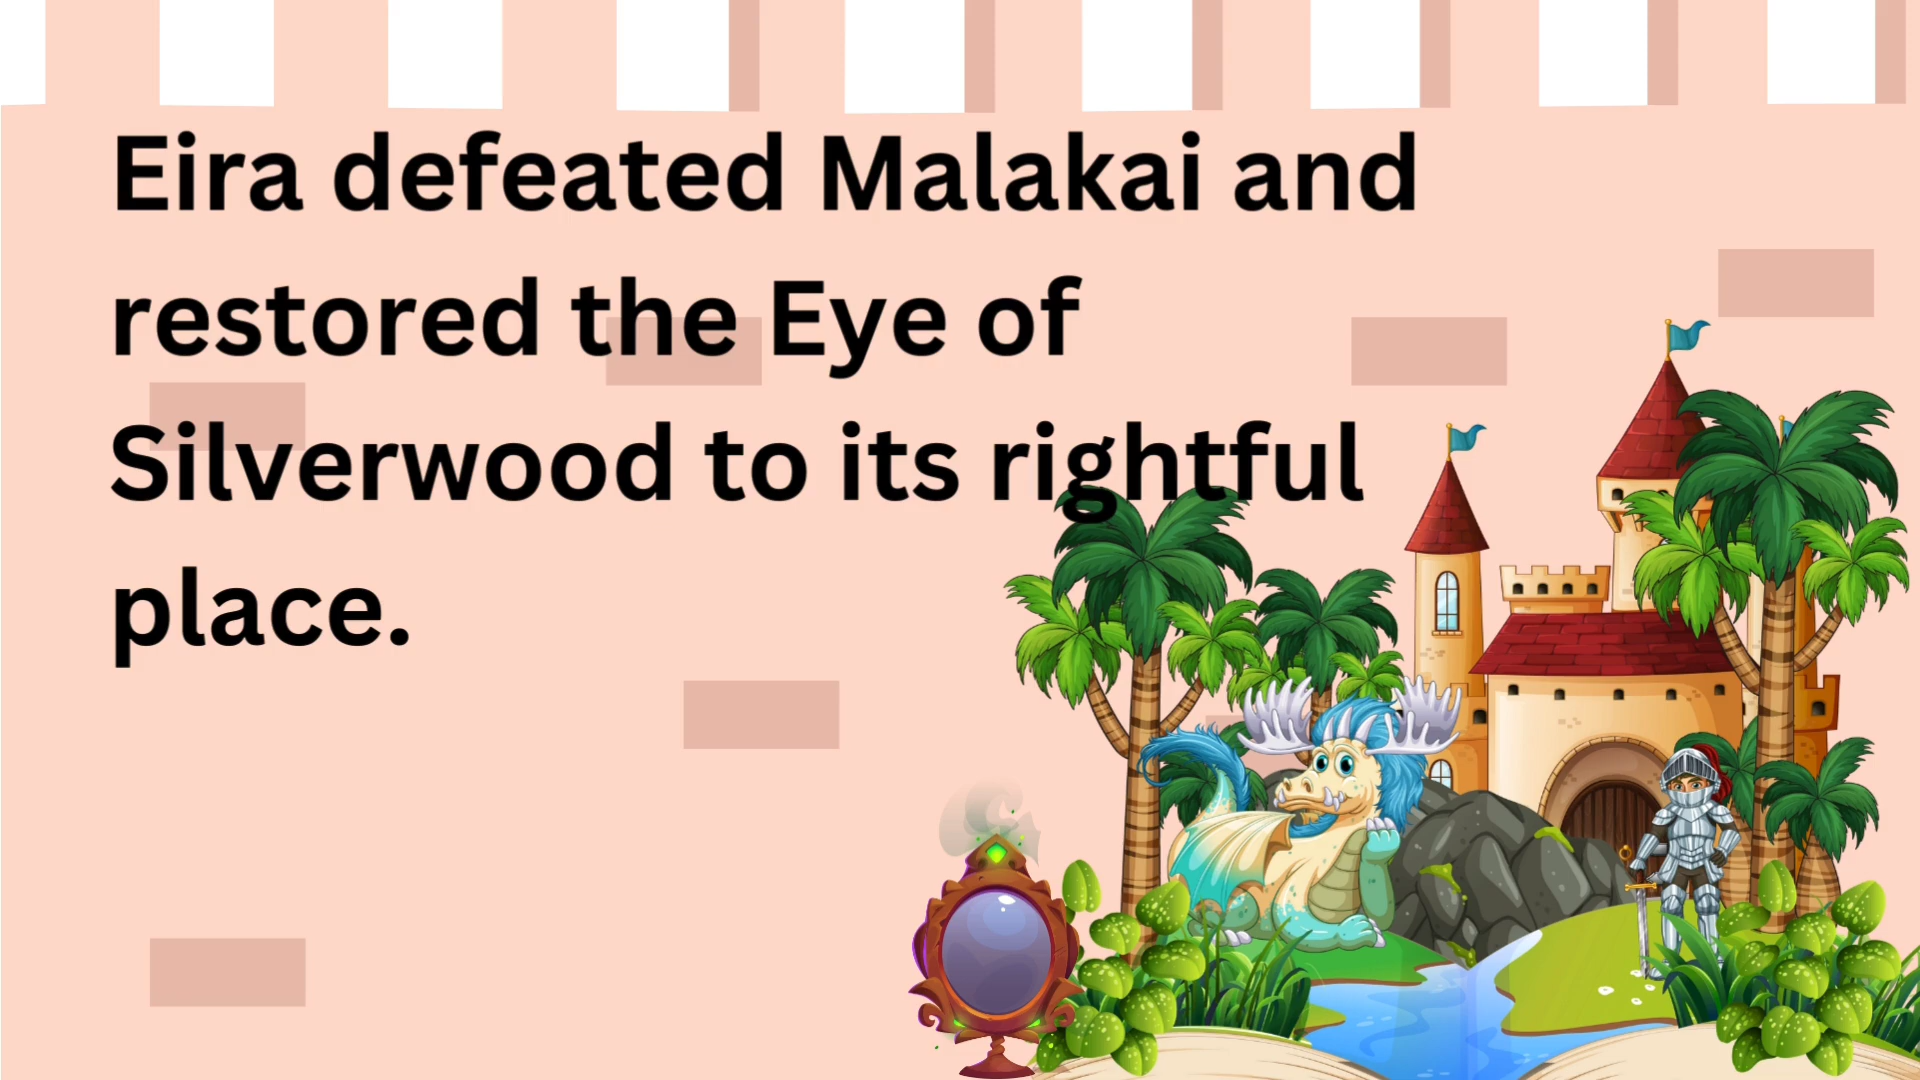 Eira defeated Malakai and
restored the Eye of
Silverwood to its rightful
place.